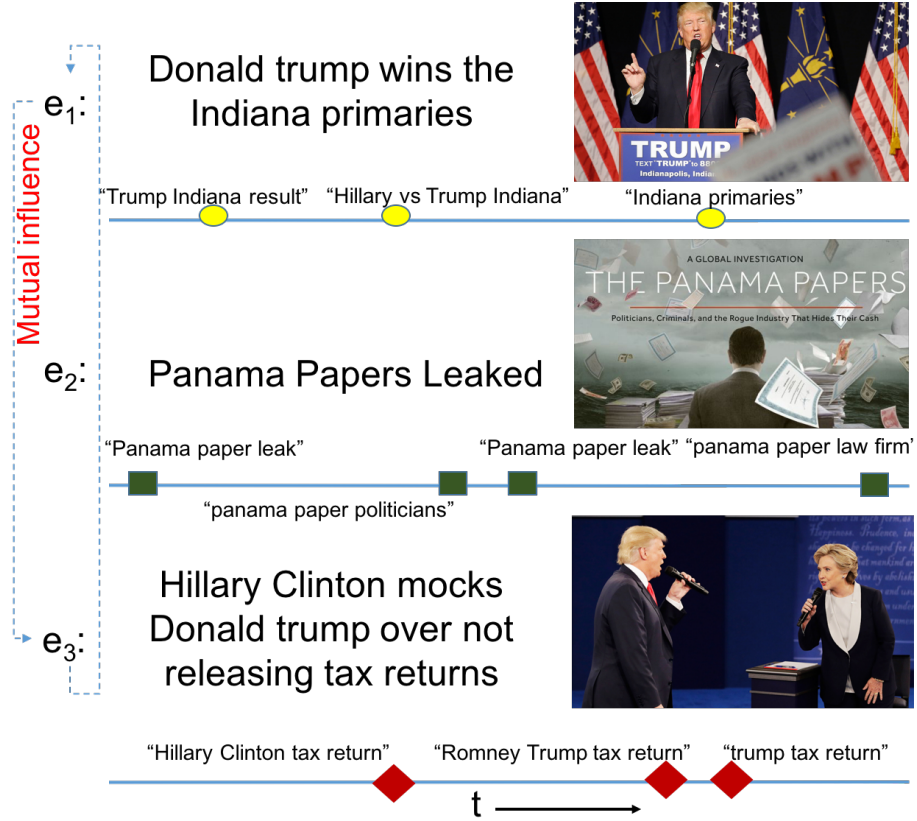 e1:
Donald trump wins the
Indiana primaries
TRUMP
TEXT "TRUMP" to 88
Indianapolis, India
Mutual influence
“Trump Indiana result” “Hillary vs Trump Indiana” “Indiana primaries”
A GLOBAL INVESTIGATION
THE PANAMA PAPERS
Politicians, Criminals, and the Rogue Industry That Hides Their Cash
e2:
Panama Papers Leaked
“Panama paper leak” “Panama paper leak” “panama paper law firm”
“panama paper politicians”
e3:
Hillary Clinton mocks
Donald trump over not
releasing tax returns
“Hillary Clinton tax return” “Romney Trump tax return” “trump tax return”
t